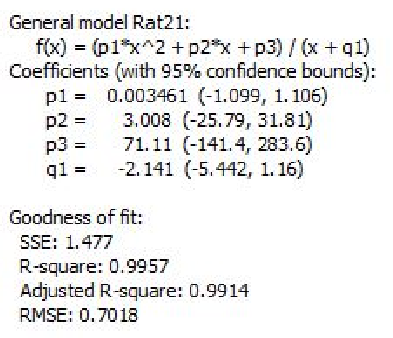 General model Rat21:
f(x) = (p1*x^2 + p2*x + p3) / (x + q1)
Coefficients (with 95% confidence bounds):
p1 = 0.003461 (-1.099, 1.106)
p2 = 3.008 (-25.79, 31.81)
p3 = 71.11 (-141.4, 283.6)
q1 = -2.141 (-5.442, 1.16)
Goodness of fit:
SSE: 1.477
R-square: 0.9957
Adjusted R-square: 0.9914
RMSE: 0.7018